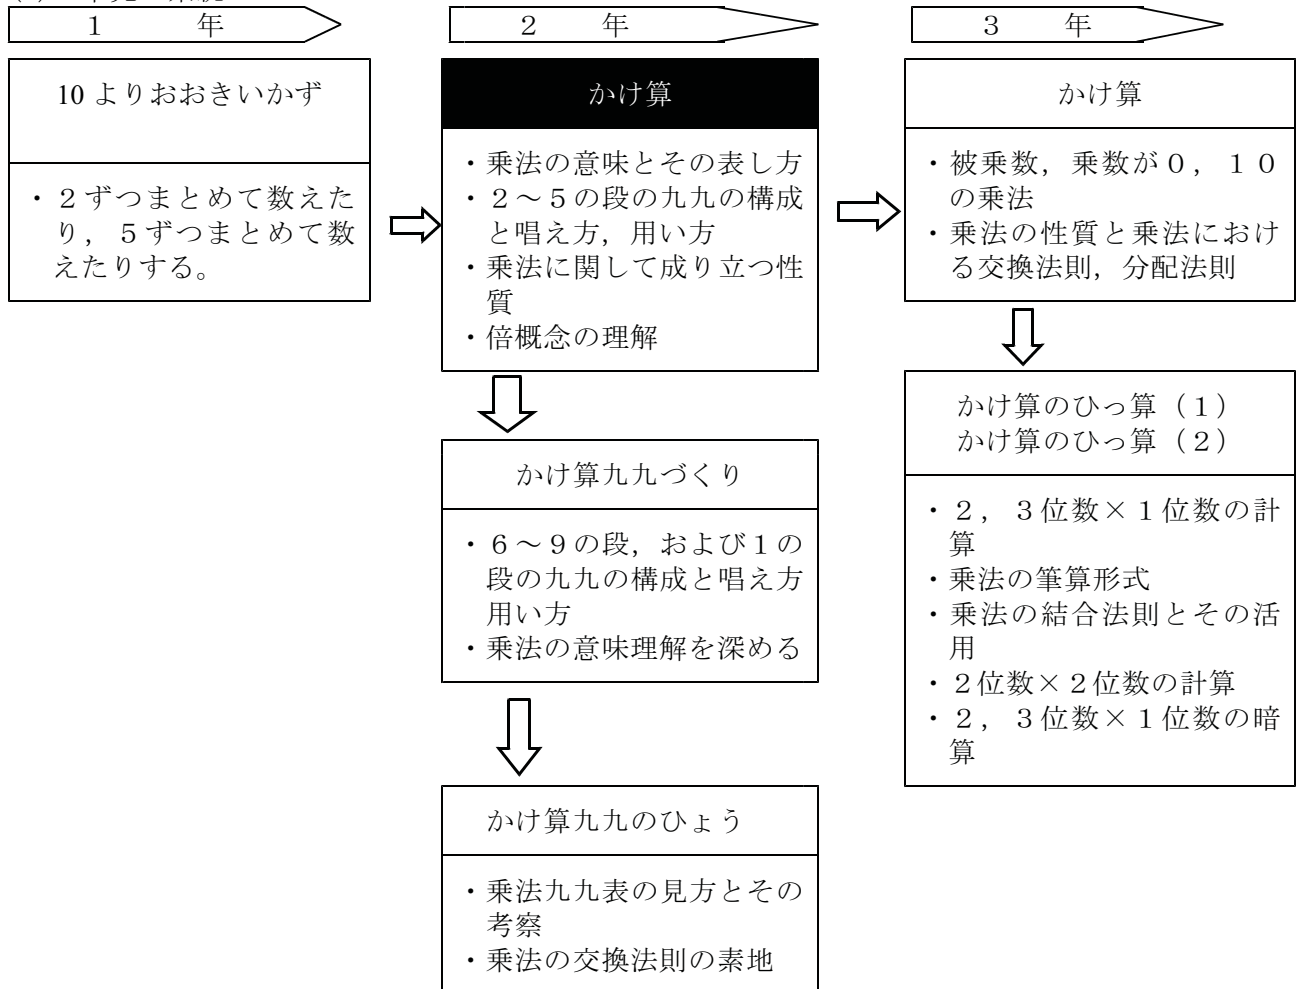 1 年
10よりおおきいかず
・２ずつまとめて数えた
り，５ずつまとめて数
えたりする。
2 年
かけ算
・乗法の意味とその表し方
・２～５の段の九九の構成
と唱え方，用い方
・乗法に関して成り立つ性
質
・倍概念の理解
かけ算九九づくり
・６～９の段，および１の
段の九九の構成と唱え方
用い方
・乗法の意味理解を深める
かけ算九九のひょう
・乗法九九表の見方とその
考察
・乗法の交換法則の素地
3 年
かけ算
・被乗数，乗数が０，１０
の乗法
・乗法の性質と乗法におけ
る交換法則，分配法則
かけ算のひっ算（１）
かけ算のひっ算（２）
・２，３位数×１位数の計
算
・乗法の筆算形式
・乗法の結合法則とその活
用
・２位数×２位数の計算
・２，３位数×１位数の暗
算